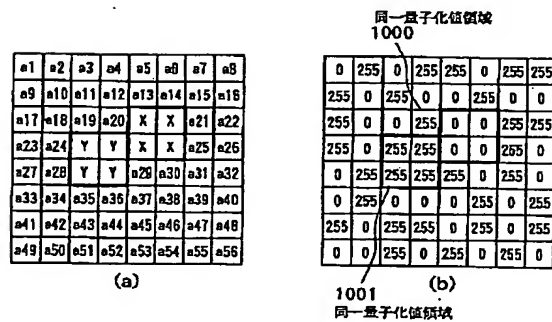 同一量子化値領域
1000
a1 a2 a3 a4 a5 a6 a7 a8
a9 a10 a11 a12 a13 a14 a15 a16
a17 a18 a19 a20 X X a21 a22
a23 a24 Y Y X X a25 a26
a27 a28 Y Y a29 a30 a31 a32
a33 a34 a35 a36 a37 a38 a39 a40
a41 a42 a43 a44 a45 a46 a47 a48
a49 a50 a51 a52 a53 a54 a55 a56
(a)
0 255 0 255 255 0 255 255
255 0 255 0 0 255 0 0
255 0 0 255 0 0 255 255
255 0 255 255 0 0 255 0
0 255 255 255 255 0 255 0
0 255 0 0 0 0 255 0
255 0 255 0 255 0 255 0
0 0 255 255 0 255 0
(b)
1001
同一量子化値領域